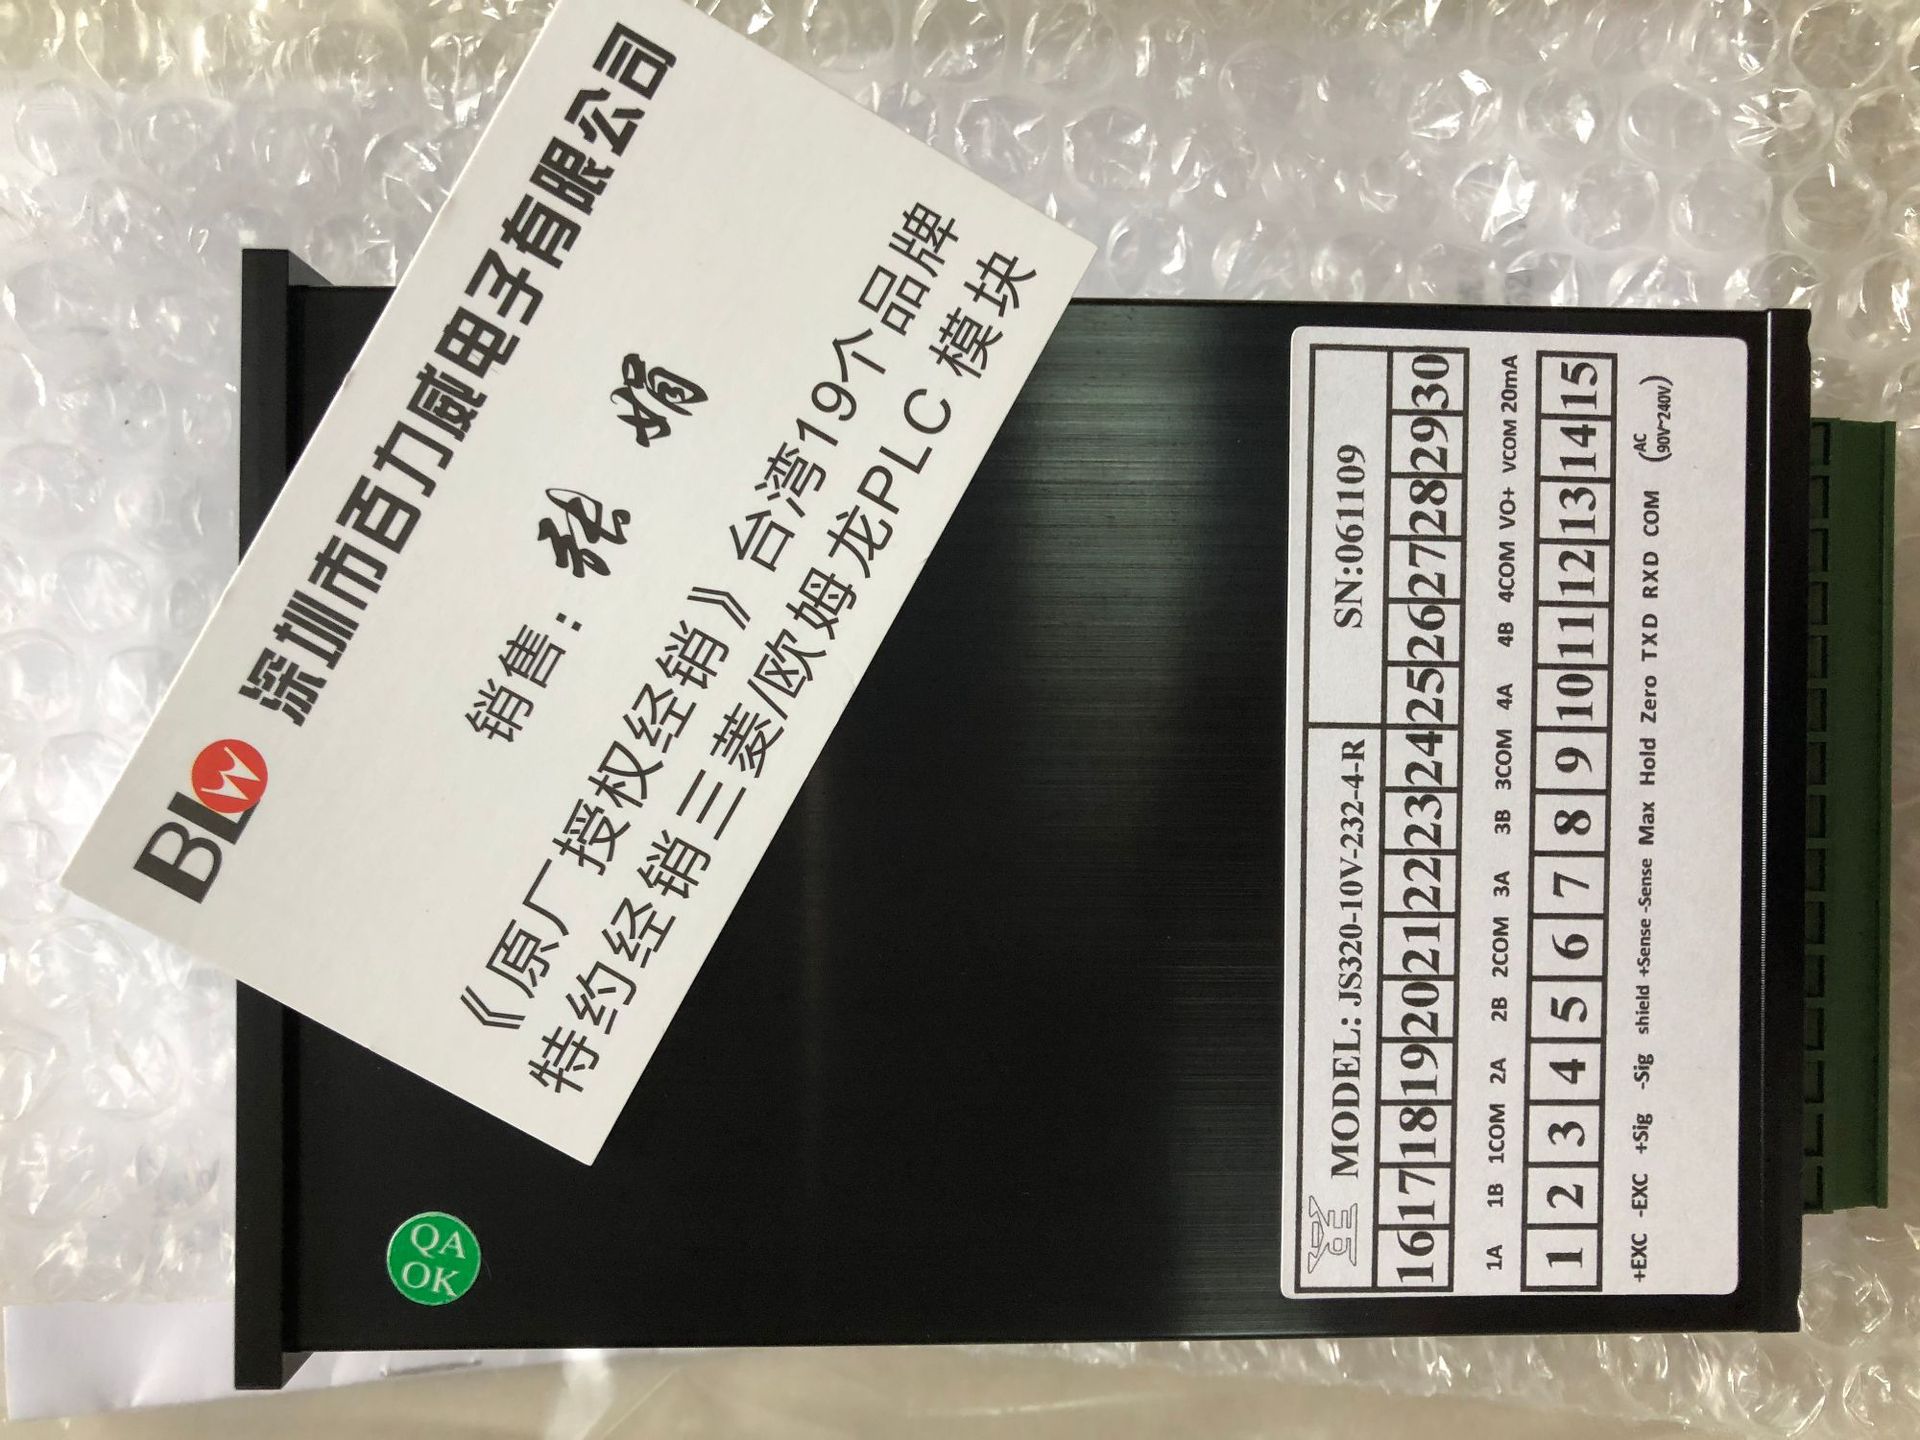 BLW 深圳市百力威电子有限公司
销售：张 娟
《原厂授权经销》台湾19个品牌
特约经销三菱/欧姆龙PLC 模块
QA
OK
MODEL: JS320-10V-232-4-R SN:061109
16 17 18 19 20 21 22 23 24 25 26 27 28 29 30
1A 1B 1COM 2A 2B 2COM 3A 3B 3COM 4A 4B 4COM VO+ VCOM 20mA
1 2 3 4 5 6 7 8 9 10 11 12 13 14 15
+EXC -EXC +Sig -Sig shield +Sense -Sense Max Hold Zero TXD RXD COM (AC 90V~240V)